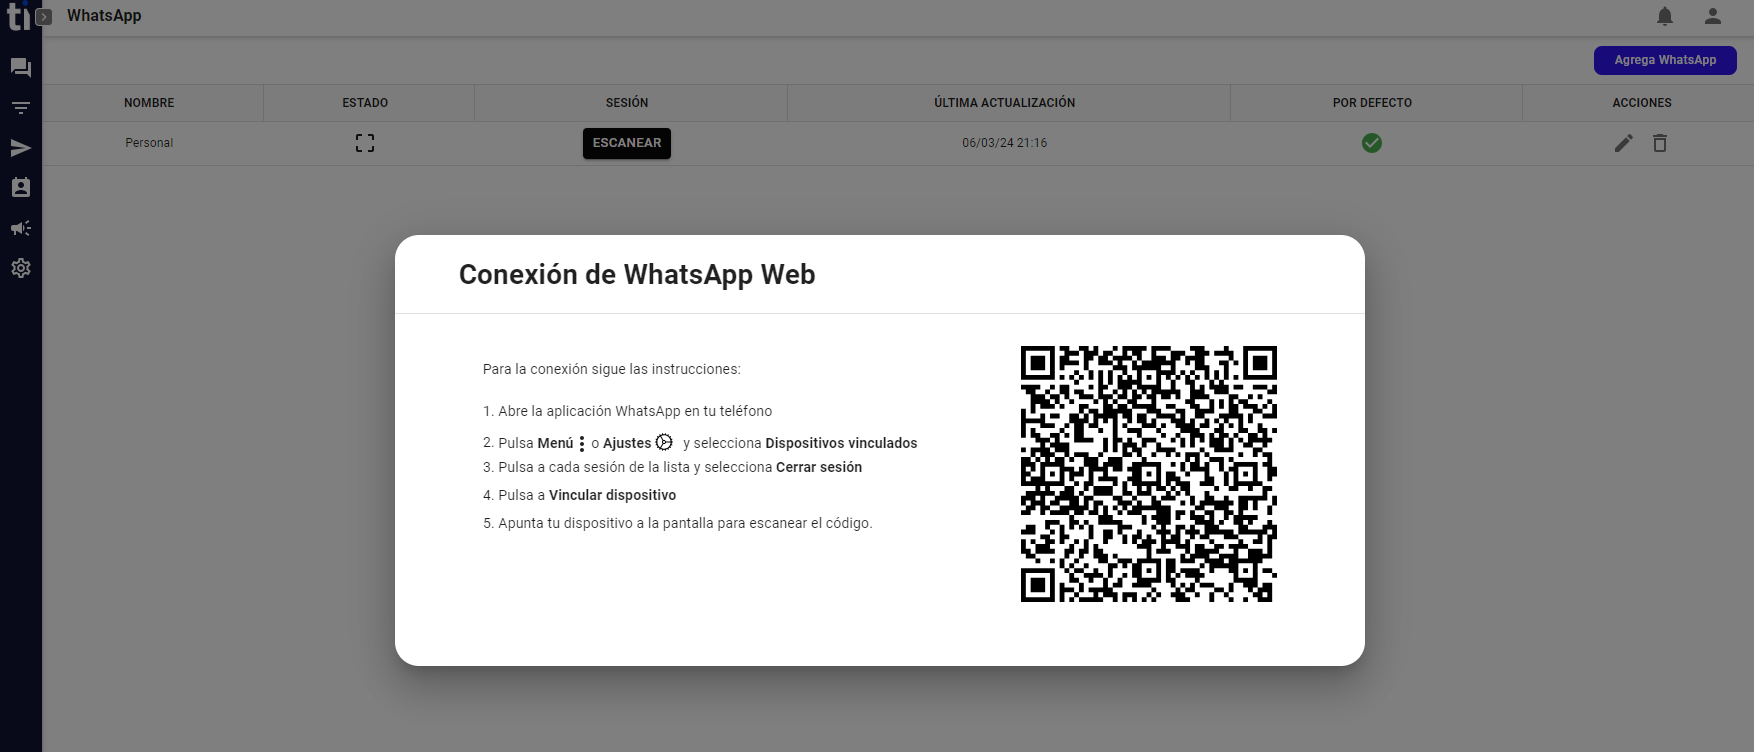 ti
WhatsApp
Agrega WhatsApp
NOMBRE ESTADO SESIÓN ÚLTIMA ACTUALIZACIÓN POR DEFECTO ACCIONES
Personal ESCANEAR 06/03/24 21:16
Conexión de WhatsApp Web
Para la conexión sigue las instrucciones:
1. Abre la aplicación WhatsApp en tu teléfono
2. Pulsa Menú o Ajustes y selecciona Dispositivos vinculados
3. Pulsa a cada sesión de la lista y selecciona Cerrar sesión
4. Pulsa a Vincular dispositivo
5. Apunta tu dispositivo a la pantalla para escanear el código.